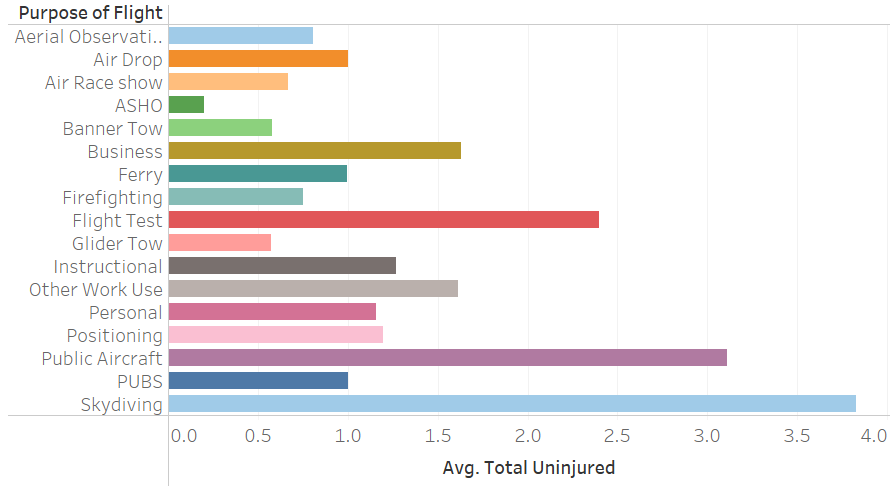 Purpose of Flight
Aerial Observati..
Air Drop
Air Race show
ASHO
Banner Tow
Business
Ferry
Firefighting
Flight Test
Glider Tow
Instructional
Other Work Use
Personal
Positioning
Public Aircraft
PUBS
Skydiving
0.0 0.5 1.0 1.5 2.0 2.5 3.0 3.5 4.0
Avg. Total Uninjured